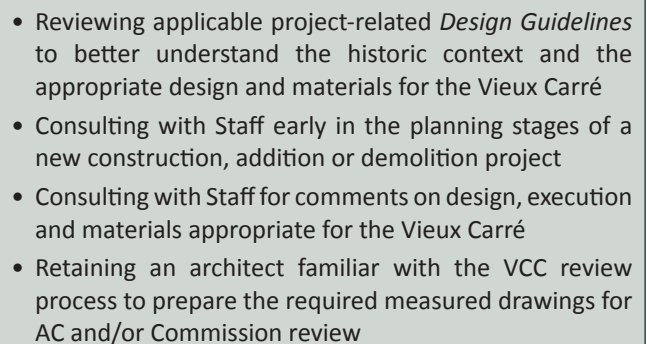 • Reviewing applicable project-related Design Guidelines
to better understand the historic context and the
appropriate design and materials for the Vieux Carré
• Consulting with Staff early in the planning stages of a
new construction, addition or demolition project
• Consulting with Staff for comments on design, execution
and materials appropriate for the Vieux Carré
• Retaining an architect familiar with the VCC review
process to prepare the required measured drawings for
AC and/or Commission review